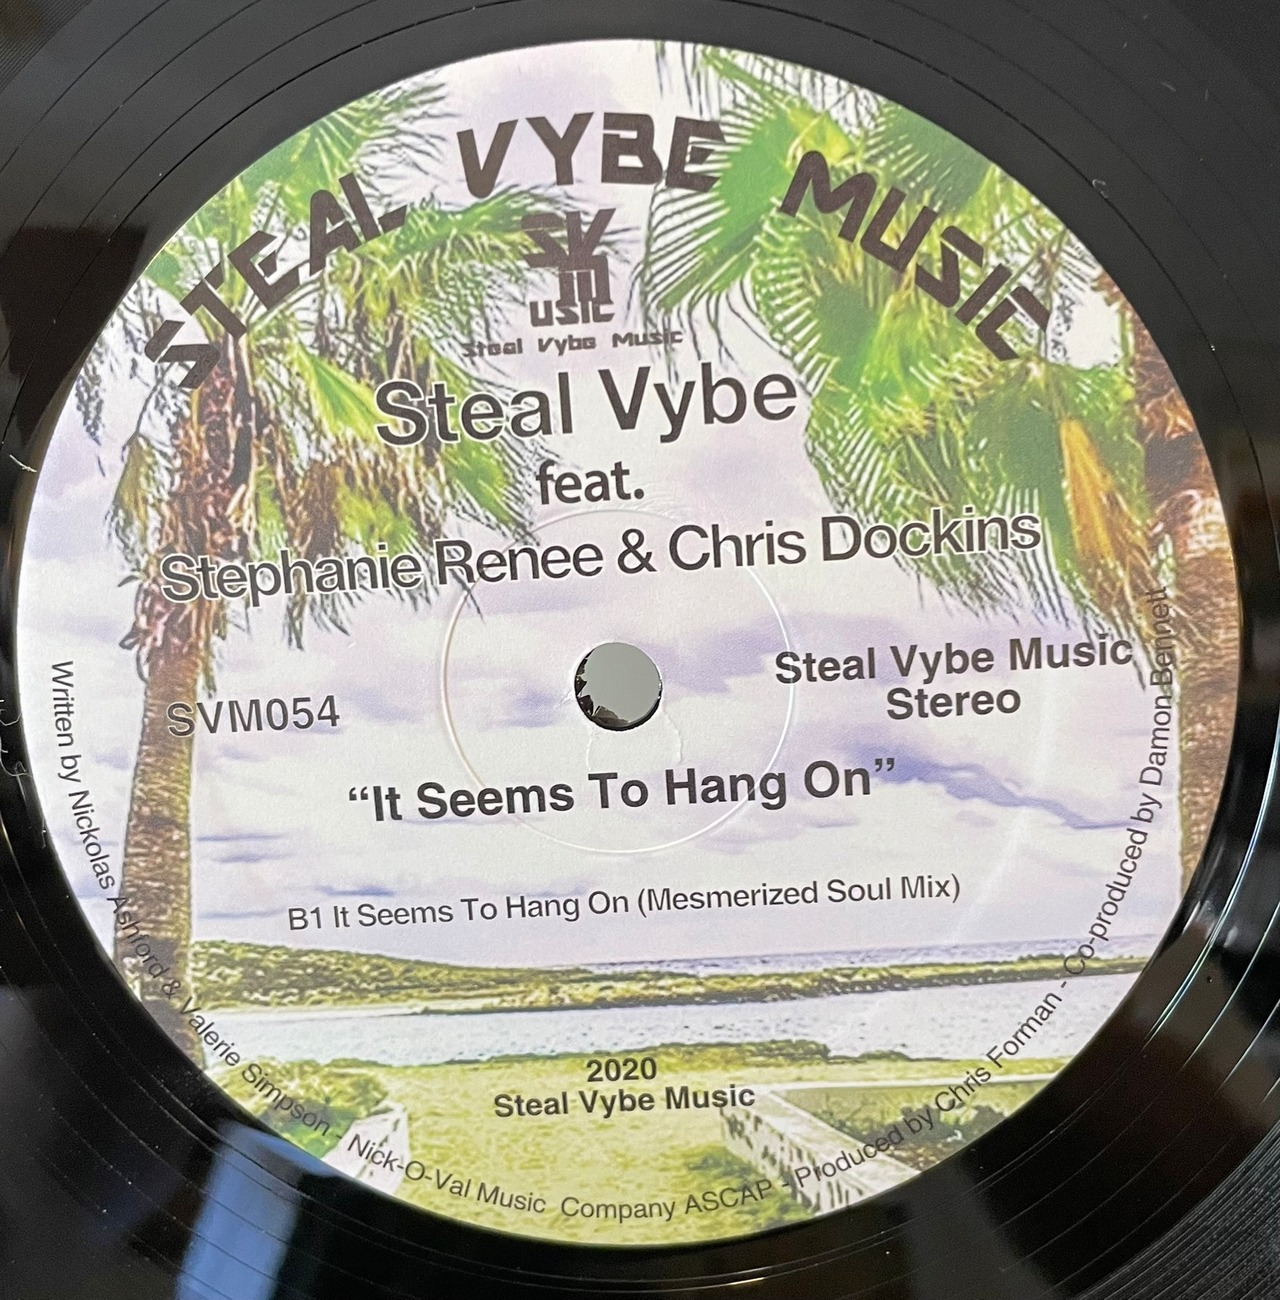 STEAL VYBE MUSIC
SV
m
usic
Steal Vybe Music
Steal Vybe
feat.
Stephanie Renee & Chris Dockins
SVM054
Steal Vybe Music
Stereo
“It Seems To Hang On”
B1 It Seems To Hang On (Mesmerized Soul Mix)
2020
Steal Vybe Music
Written by Nickolas Ashford & Valerie Simpson - Nick-O-Val Music Company ASCAP - Produced by Chris Forman - Co-produced by Damon Bennett